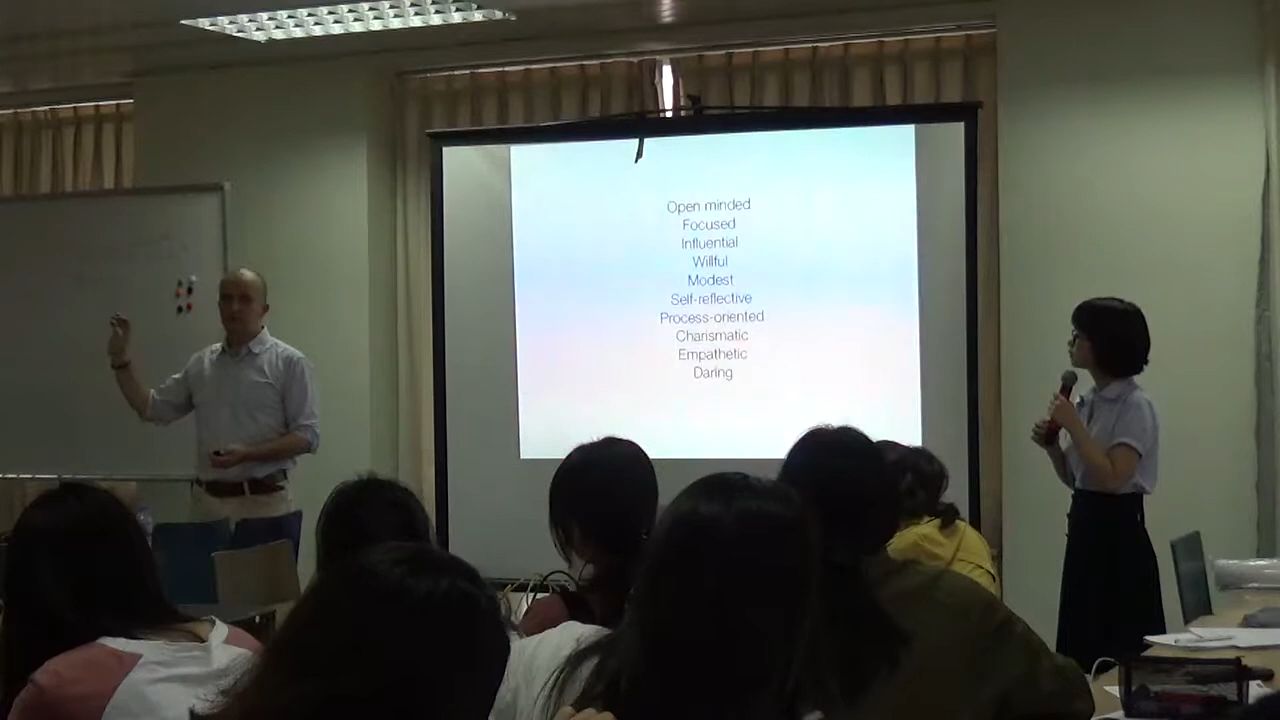 Open minded
Focused
Influential
Willful
Modest
Self-reflective
Process-oriented
Charismatic
Empathetic
Daring